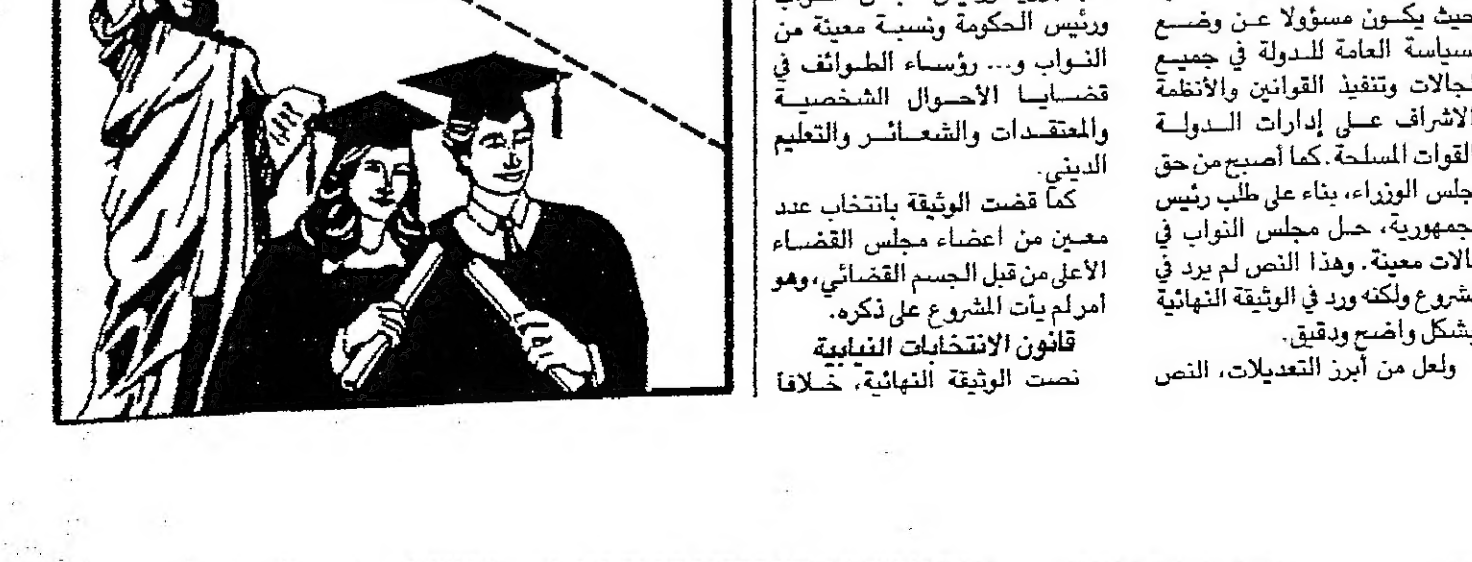 حيث يكون مسؤولا عن وضع
سياسة العامة للدولة في جميع
لجالات وتنفيذ القوانين والأنظمة
الاشراف على إدارات الدولة
القوات المسلحة. كما أصبح من حق
جلس الوزراء، بناء على طلب رئيس
لجمهورية، حل مجلس النواب في
الات معينة. وهذا النص لم يرد في
شروع ولكنه ورد في الوثيقة النهائية
بشكل واضح ودقيق.
ولعل من أبرز التعديلات، النص
ورئيس الحكومة ونسبة معينة من
النواب و... رؤساء الطوائف في
قضايا الأحوال الشخصية
والمعتقدات والشعائر والتعليم
الديني.
كما قضت الوثيقة بانتخاب عدد
معين من اعضاء مجلس القضاء
الأعلى من قبل الجسم القضائي، وهو
أمر لم يأت المشروع على ذكره.
قانون الانتخابات النيابية
نصت الوثيقة النهائية، خلافاً